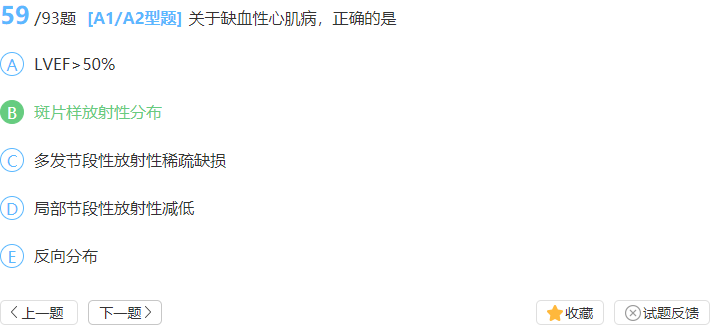 59 /93题 [A1/A2型题] 关于缺血性心肌病，正确的是
A LVEF>50%
B 斑片样放射性分布
C 多发节段性放射性稀疏缺损
D 局部节段性放射性减低
E 反向分布
上一题 下一题 收藏 试题反馈